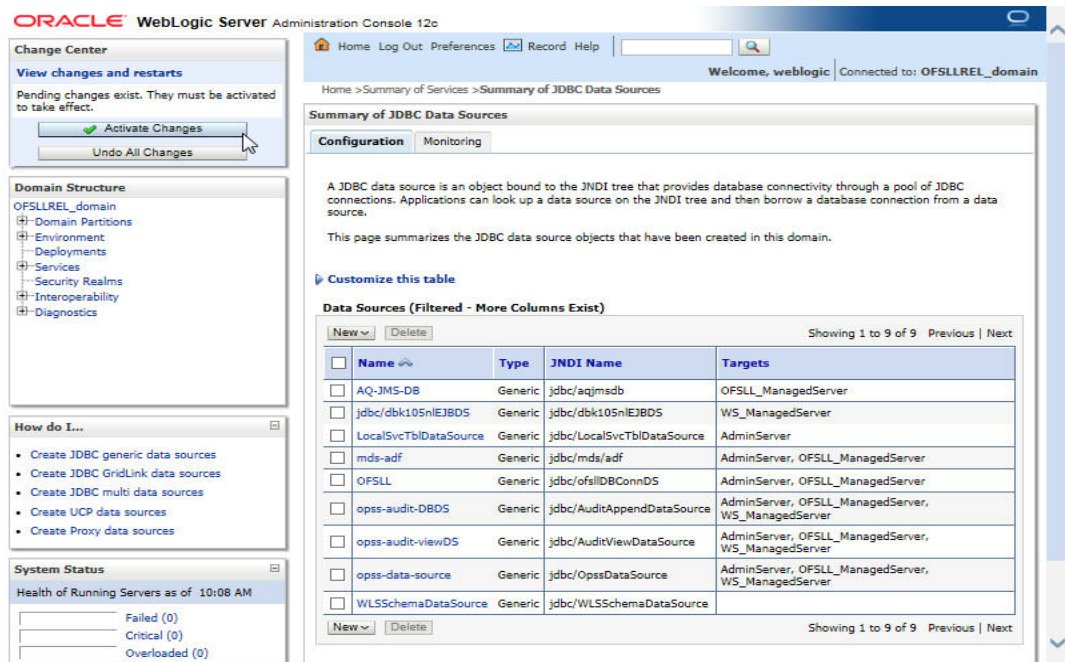 ORACLE WebLogic Server Administration Console 12c
Change Center
View changes and restarts
Pending changes exist. They must be activated
to take effect.
Activate Changes
Undo All Changes
Domain Structure
OFSLLREL_domain
Domain Partitions
Environment
Deployments
Services
Security Realms
Interoperability
Diagnostics
How do I...
Create JDBC generic data sources
Create JDBC GridLink data sources
Create JDBC multi data sources
Create UCP data sources
Create Proxy data sources
System Status
Health of Running Servers as of 10:08 AM
Failed (0)
Critical (0)
Overloaded (0)
Home Log Out Preferences Record Help
Welcome, weblogic Connected to: OFSLLREL_domain
Home >Summary of Services >Summary of JDBC Data Sources
Summary of JDBC Data Sources
Configuration Monitoring
A JDBC data source is an object bound to the JNDI tree that provides database connectivity through a pool of JDBC
connections. Applications can look up a data source on the JNDI tree and then borrow a database connection from a data
source.
This page summarizes the JDBC data source objects that have been created in this domain.
Customize this table
Data Sources (Filtered - More Columns Exist)
New Delete Showing 1 to 9 of 9 Previous | Next
Name Type JNDI Name Targets
AQ-JMS-DB Generic jdbc/aqjmsdb OFSLL_ManagedServer
jdbc/dbk105nlEJBDS Generic jdbc/dbk105nlEJBDS WS_ManagedServer
LocalSvcTblDataSource Generic jdbc/LocalSvcTblDataSource AdminServer
mds-adf Generic jdbc/mds/adf AdminServer, OFSLL_ManagedServer
OFSLL Generic jdbc/ofsllDBConnDS AdminServer, OFSLL_ManagedServer
opss-audit-DBDS Generic jdbc/AuditAppendDataSource AdminServer, OFSLL_ManagedServer,
WS_ManagedServer
opss-audit-viewDS Generic jdbc/AuditViewDataSource AdminServer, OFSLL_ManagedServer,
WS_ManagedServer
opss-data-source Generic jdbc/OpssDataSource AdminServer, OFSLL_ManagedServer,
WS_ManagedServer
WLSSchemaDataSource Generic jdbc/WLSSchemaDataSource
New Delete Showing 1 to 9 of 9 Previous | Next